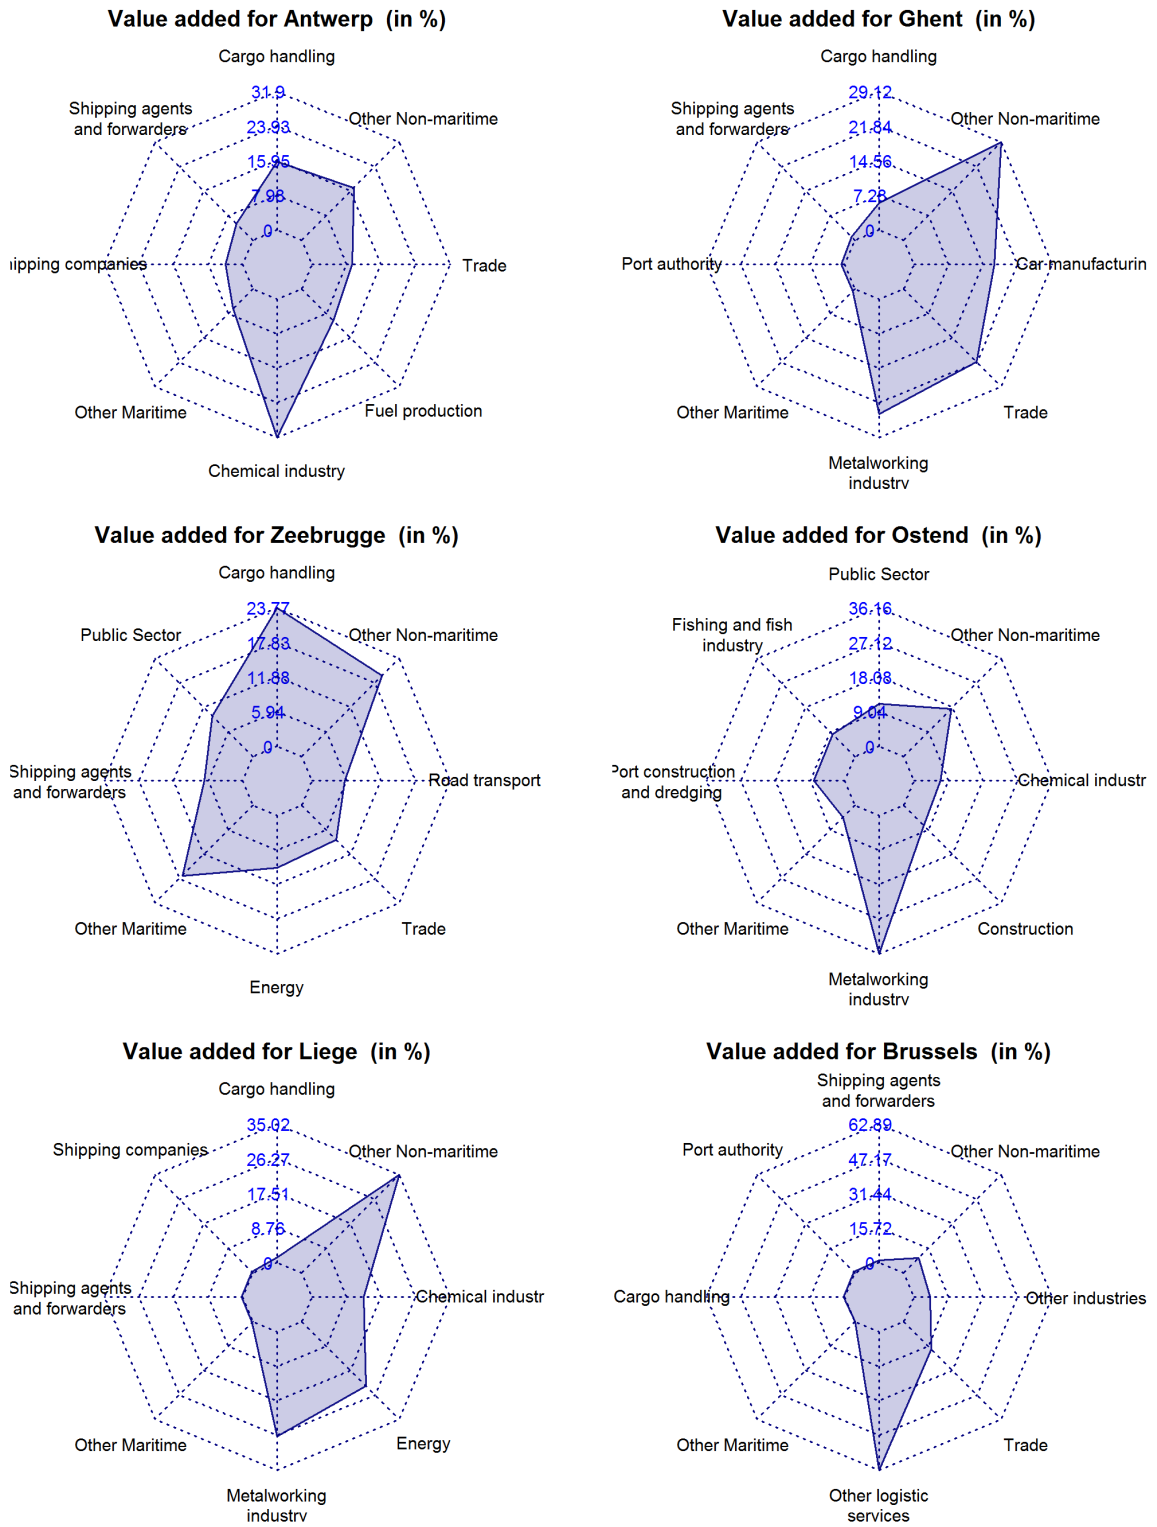 Value added for Antwerp (in %)
Cargo handling
31.9
23.93
15.95
7.98
0
Shipping agents
and forwarders
Other Non-maritime
hipping companies
Trade
Other Maritime
Fuel production
Chemical industry
Value added for Ghent (in %)
Cargo handling
29.12
21.84
14.56
7.28
0
Shipping agents
and forwarders
Other Non-maritime
Port authority
Car manufacturin
Other Maritime
Trade
Metalworking
industry
Value added for Zeebrugge (in %)
Cargo handling
23.77
17.83
11.88
5.94
0
Public Sector
Other Non-maritime
Shipping agents
and forwarders
Road transport
Other Maritime
Trade
Energy
Value added for Ostend (in %)
Public Sector
36.16
27.12
18.08
9.04
0
Fishing and fish
industry
Other Non-maritime
Port construction
and dredging
Chemical industr
Other Maritime
Construction
Metalworking
industry
Value added for Liege (in %)
Cargo handling
35.02
26.27
17.51
8.76
0
Shipping companies
Other Non-maritime
Shipping agents
and forwarders
Chemical industr
Other Maritime
Energy
Metalworking
industry
Value added for Brussels (in %)
Shipping agents
and forwarders
62.89
47.17
31.44
15.72
0
Port authority
Other Non-maritime
Cargo handling
Other industries
Other Maritime
Trade
Other logistic
services